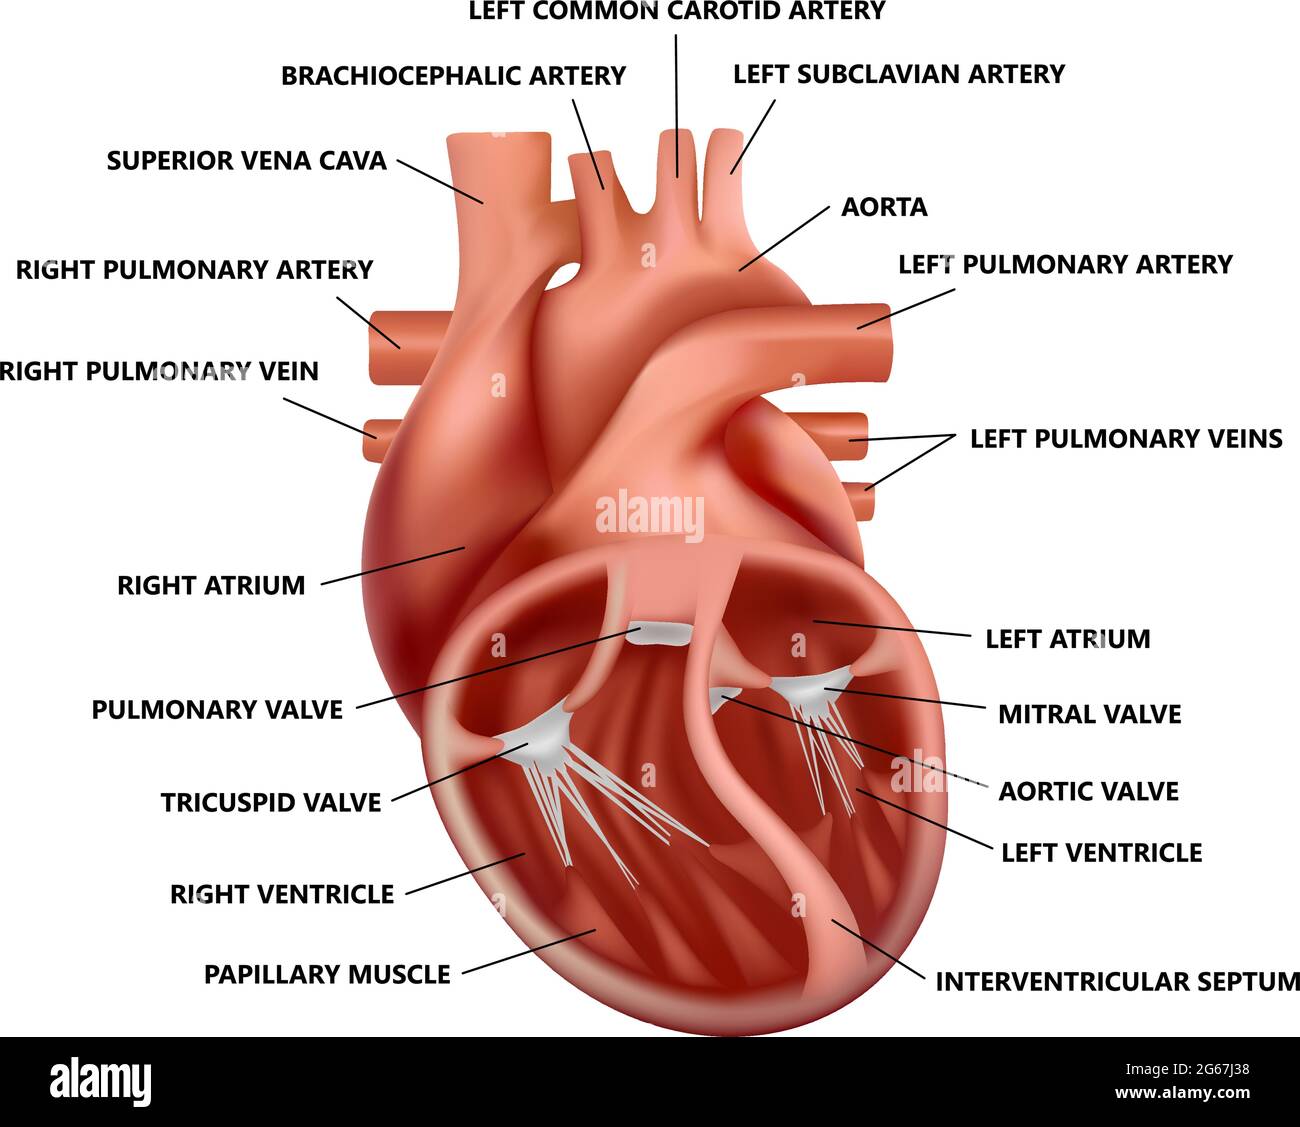 LEFT COMMON CAROTID ARTERY
BRACHIOCEPHALIC ARTERY
LEFT SUBCLAVIAN ARTERY
SUPERIOR VENA CAVA
AORTA
RIGHT PULMONARY ARTERY
LEFT PULMONARY ARTERY
RIGHT PULMONARY VEIN
LEFT PULMONARY VEINS
RIGHT ATRIUM
LEFT ATRIUM
PULMONARY VALVE
MITRAL VALVE
TRICUSPID VALVE
AORTIC VALVE
LEFT VENTRICLE
RIGHT VENTRICLE
PAPILLARY MUSCLE
INTERVENTRICULAR SEPTUM
a
a
a
a
alamy
a
a
a
a
alamy
Image ID: 2G67J38
www.alamy.com